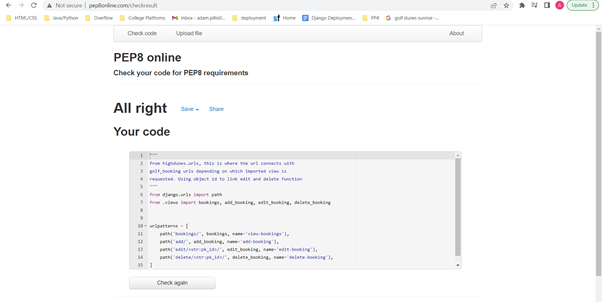 Not secure | pep8online.com/checkresult
Update
HTML/CSS Java/Python Overflow College Platforms Inbox - adam.pillix0... deployment Home Django Deploymen... PP4 golf dunes sunrise -...
Check code Upload file About
PEP8 online
Check your code for PEP8 requirements
All right Save Share
Your code
1 """
2 from highdunes.urls, this is where the url connects with
3 golf_booking urls depending on which imported view is
4 requested. Using object id to link edit and delete function
5 """
6 from django.urls import path
7 from .views import bookings, add_booking, edit_booking, delete_booking
8
9
10 urlpatterns = [
11 path('bookings/', bookings, name='view-bookings'),
12 path('add/', add_booking, name='add-booking'),
13 path('edit/<str:pk_id>/', edit_booking, name='edit-booking'),
14 path('delete/<str:pk_id>/', delete_booking, name='delete-booking'),
15 ]
Check again